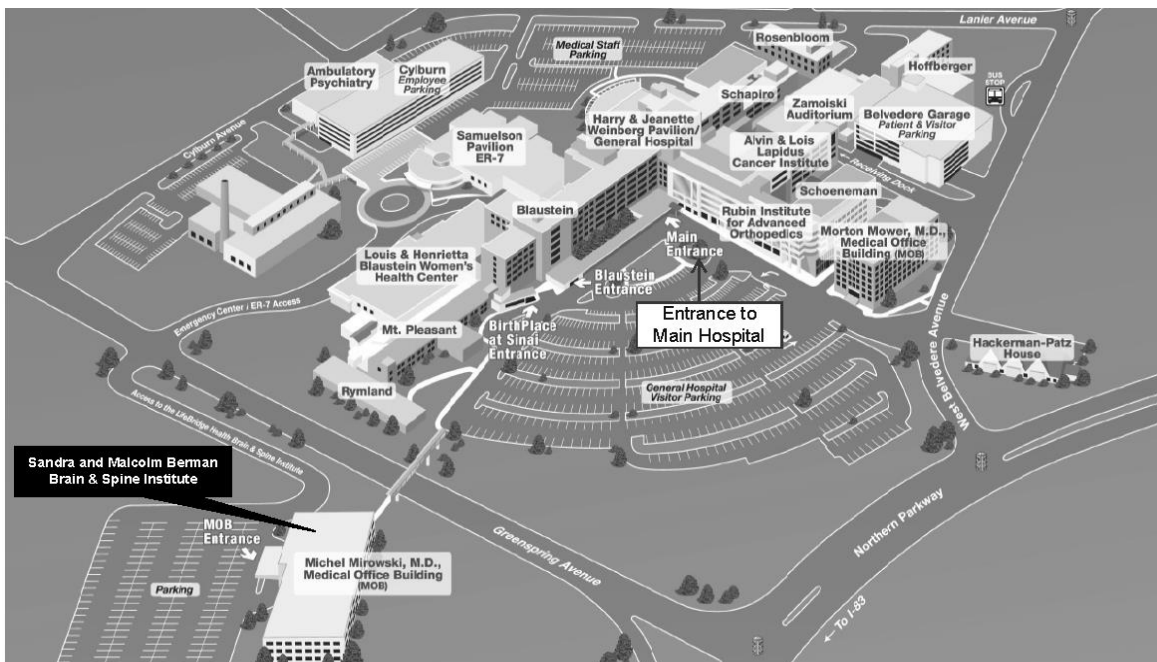 Lanier Avenue
Rosenbloom
Medical Staff
Parking
Hoffberger
BUS
STOP
Ambulatory
Psychiatry
Cylburn
Employee
Parking
Schapiro
Zamoiski
Auditorium
Belvedere Garage
Patient & Visitor
Parking
Harry & Jeanette
Weinberg Pavilion/
General Hospital
Samuelson
Pavilion
ER-7
Alvin & Lois
Lapidus
Cancer Institute
Cylburn Avenue
Receiving Dock
Schoeneman
Blaustein
Rubin Institute
for Advanced
Orthopedics
Main
Entrance
Morton Mower, M.D.,
Medical Office
Building (MOB)
Louis & Henrietta
Blaustein Women's
Health Center
Blaustein
Entrance
Emergency Center / ER-7 Access
Entrance to
Main Hospital
Mt. Pleasant
BirthPlace
at Sinai
Entrance
Hackerman-Patz
House
Rymland
General Hospital
Visitor Parking
West Belvedere Avenue
Access to the LifeBridge Health Brain & Spine Institute
Sandra and Malcolm Berman
Brain & Spine Institute
MOB
Entrance
Greenspring Avenue
Northern Parkway
Michel Mirowski, M.D.,
Medical Office Building
(MOB)
Parking
To I-83